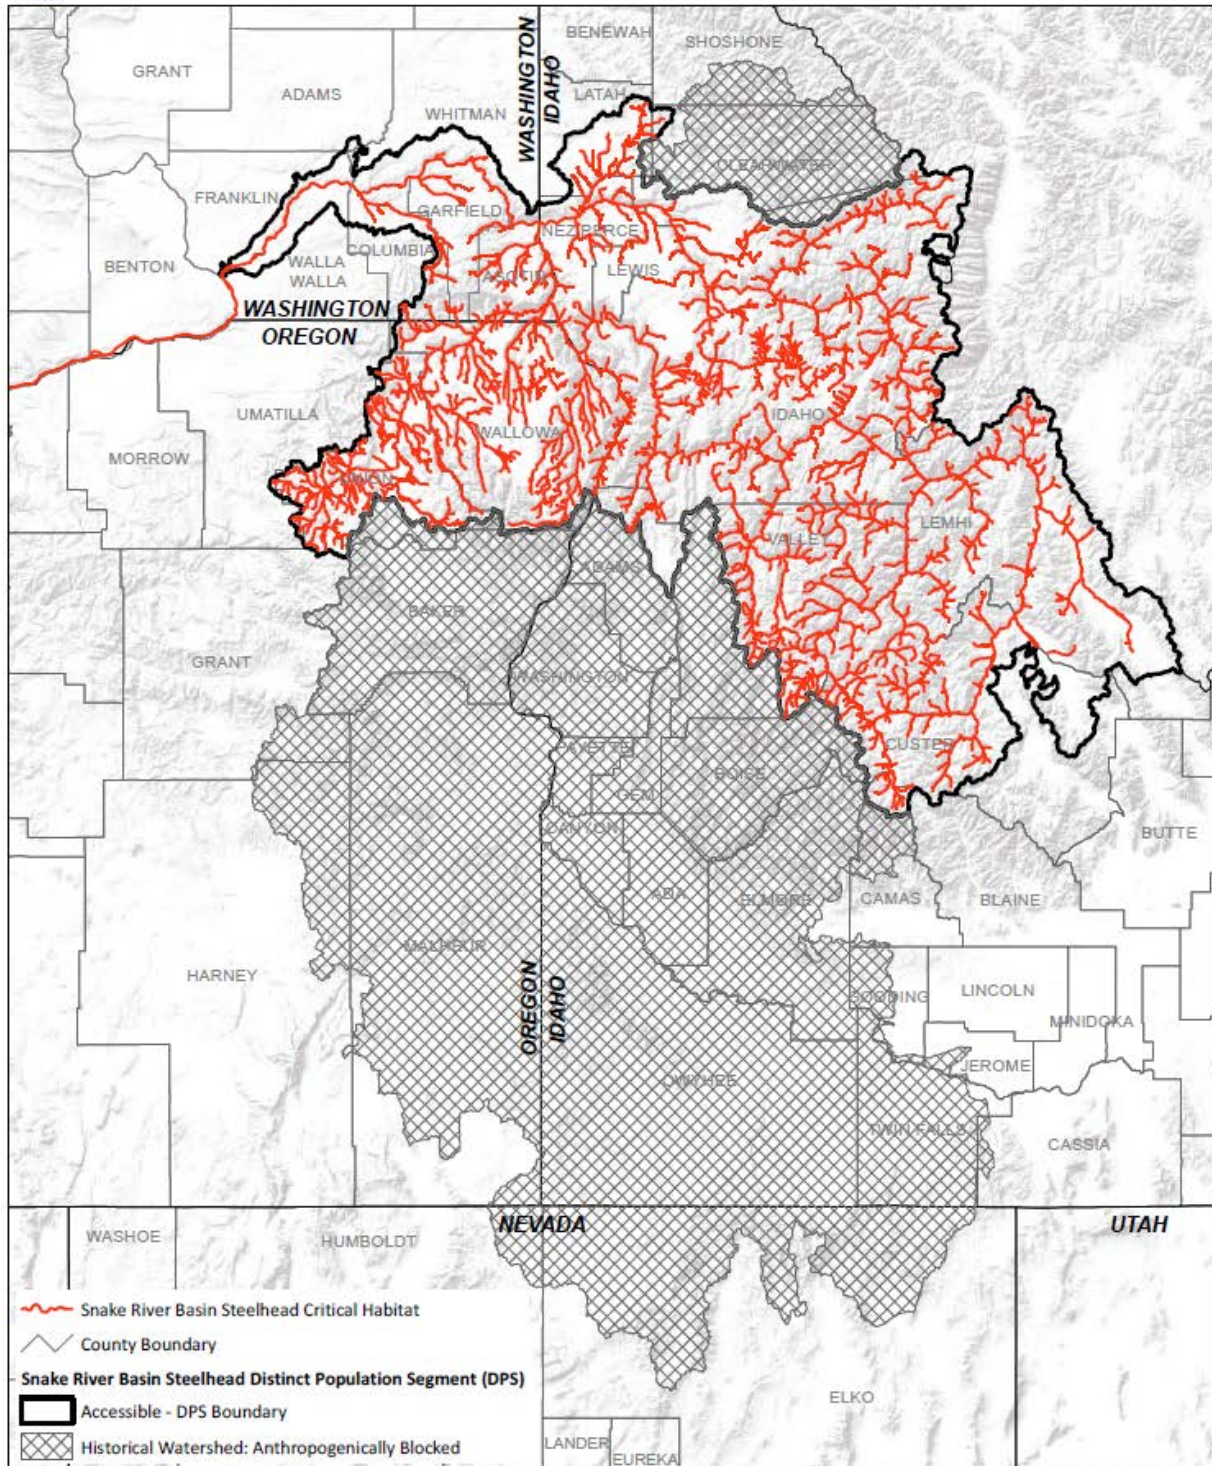 BENEWAH
SHOSHONE
GRANT
ADAMS
WASHINGTON
IDAHO
LATAH
WHITMAN
CLEARWATER
FRANKLIN
GARFIELD
NEZ PERCE
COLUMBIA
WALLA
WALLA
BENTON
ASOTIN
LEWIS
WASHINGTON
OREGON
UMATILLA
IDAHO
WALLOWA
MORROW
UNION
LEMHI
VALLEY
ADAMS
BAKER
GRANT
WASHINGTON
PAYETTE
CUSTER
BOISE
GEM
CANYON
BUTTE
ADA
ELMORE
CAMAS
BLAINE
MALHEUR
HARNEY
OREGON
IDAHO
GOODING
LINCOLN
MINIDOKA
JEROME
OWYHEE
TWIN FALLS
CASSIA
NEVADA
UTAH
WASHOE
HUMBOLDT
Snake River Basin Steelhead Critical Habitat
County Boundary
Snake River Basin Steelhead Distinct Population Segment (DPS)
Accessible - DPS Boundary
ELKO
Historical Watershed: Anthropogenically Blocked
LANDER
EUREKA